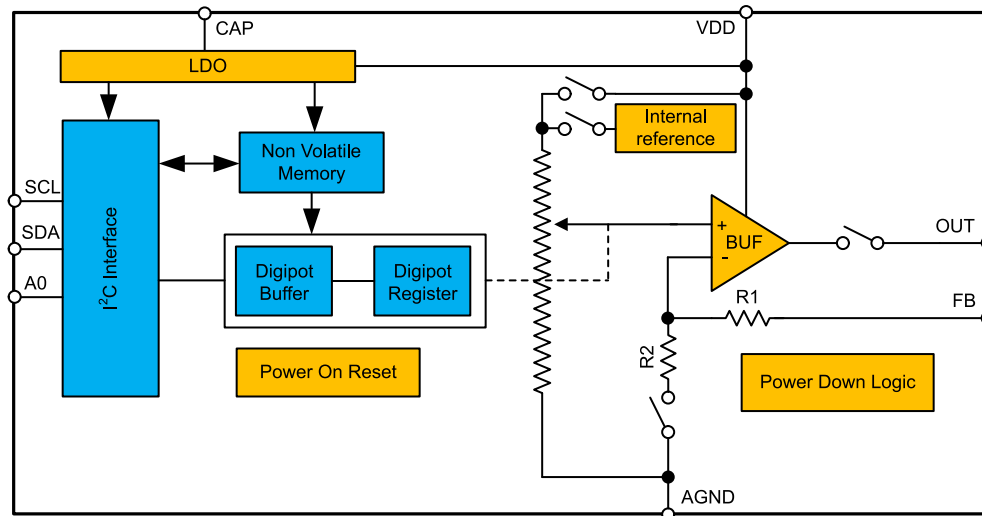 CAP
VDD
LDO
Internal
reference
Non Volatile
Memory
SCL
SDA
A0
I²C Interface
+
BUF
-
OUT
Digipot
Buffer
Digipot
Register
R1
FB
R2
Power On Reset
Power Down Logic
AGND